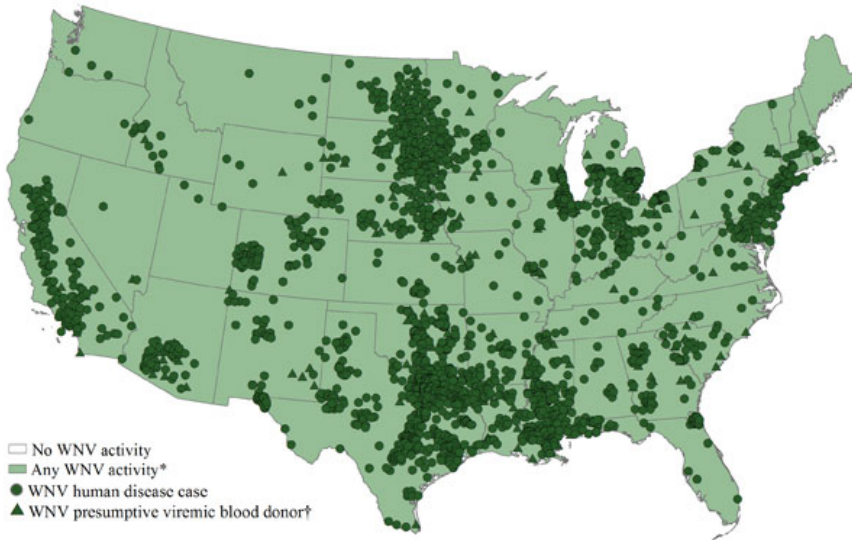 No WNV activity
Any WNV activity*
WNV human disease case
WNV presumptive viremic blood donor†